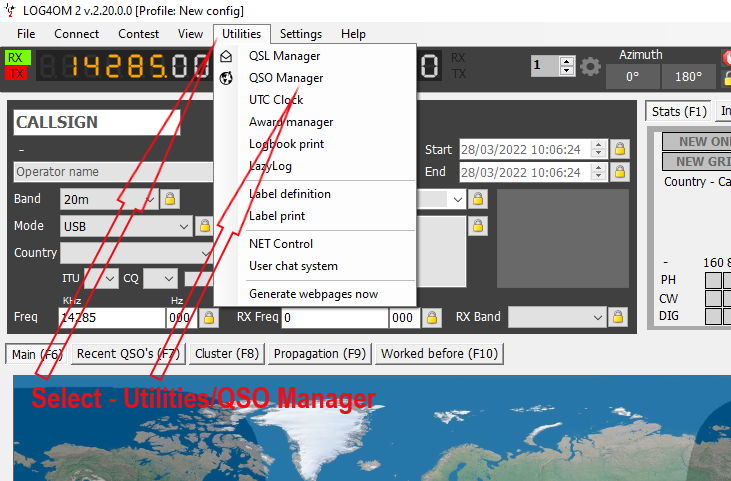 LOG4OM 2 v.2.20.0.0 [Profile: New config]
File Connect Contest View Utilities Settings Help
RX
TX
14285.00
0
RX
TX
1
Azimuth
0° 180°
QSL Manager
QSO Manager
UTC Clock
Award manager
Logbook print
LazyLog
Label definition
Label print
NET Control
User chat system
Generate webpages now
CALLSIGN
-
Operator name
Band 20m
Mode USB
Country
ITU CQ
KHz Hz
Freq 14285 000 RX Freq 0 000 RX Band
Start 28/03/2022 10:06:24
End 28/03/2022 10:06:24
Stats (F1) In
NEW ON
NEW GRI
Country - Ca
- 160 8
PH
CW
DIG
Main (F6) Recent QSO's (F7) Cluster (F8) Propagation (F9) Worked before (F10)
Select - Utilities/QSO Manager